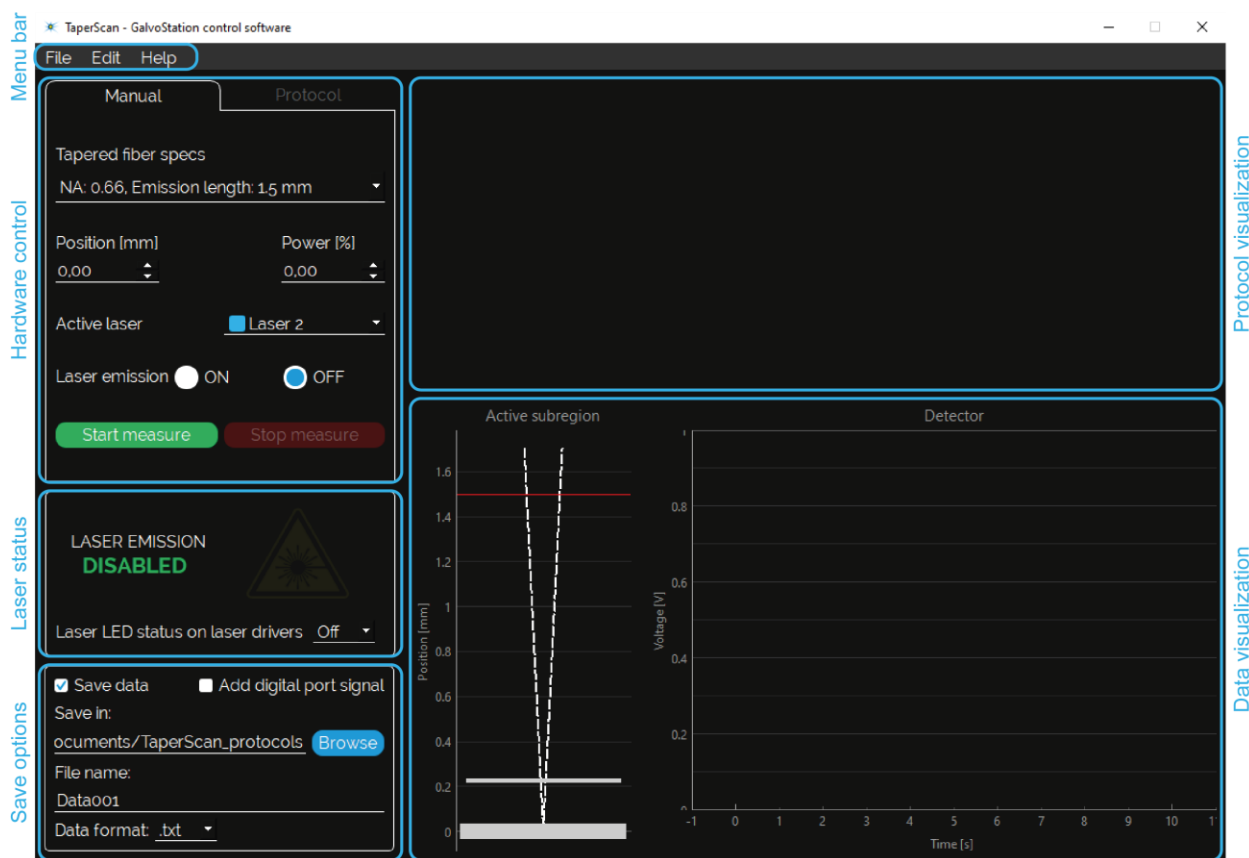 TaperScan - GalvoStation control software
Menu bar
File Edit Help
Hardware control
Manual Protocol
Tapered fiber specs
NA: 0.66, Emission length: 1.5 mm
Position [mm] Power [%]
0,00 0,00
Active laser Laser 2
Laser emission ON OFF
Start measure Stop measure
Laser status
LASER EMISSION
DISABLED
Laser LED status on laser drivers Off
Save options
Save data Add digital port signal
Save in:
ocuments/TaperScan_protocols Browse
File name:
Data001
Data format: .txt
Protocol visualization
Active subregion
Position [mm]
1.6
1.4
1.2
1
0.8
0.6
0.4
0.2
0
Detector
Voltage [V]
1
0.8
0.6
0.4
0.2
0
-1 0 1 2 3 4 5 6 7 8 9 10 1
Time [s]
Data visualization